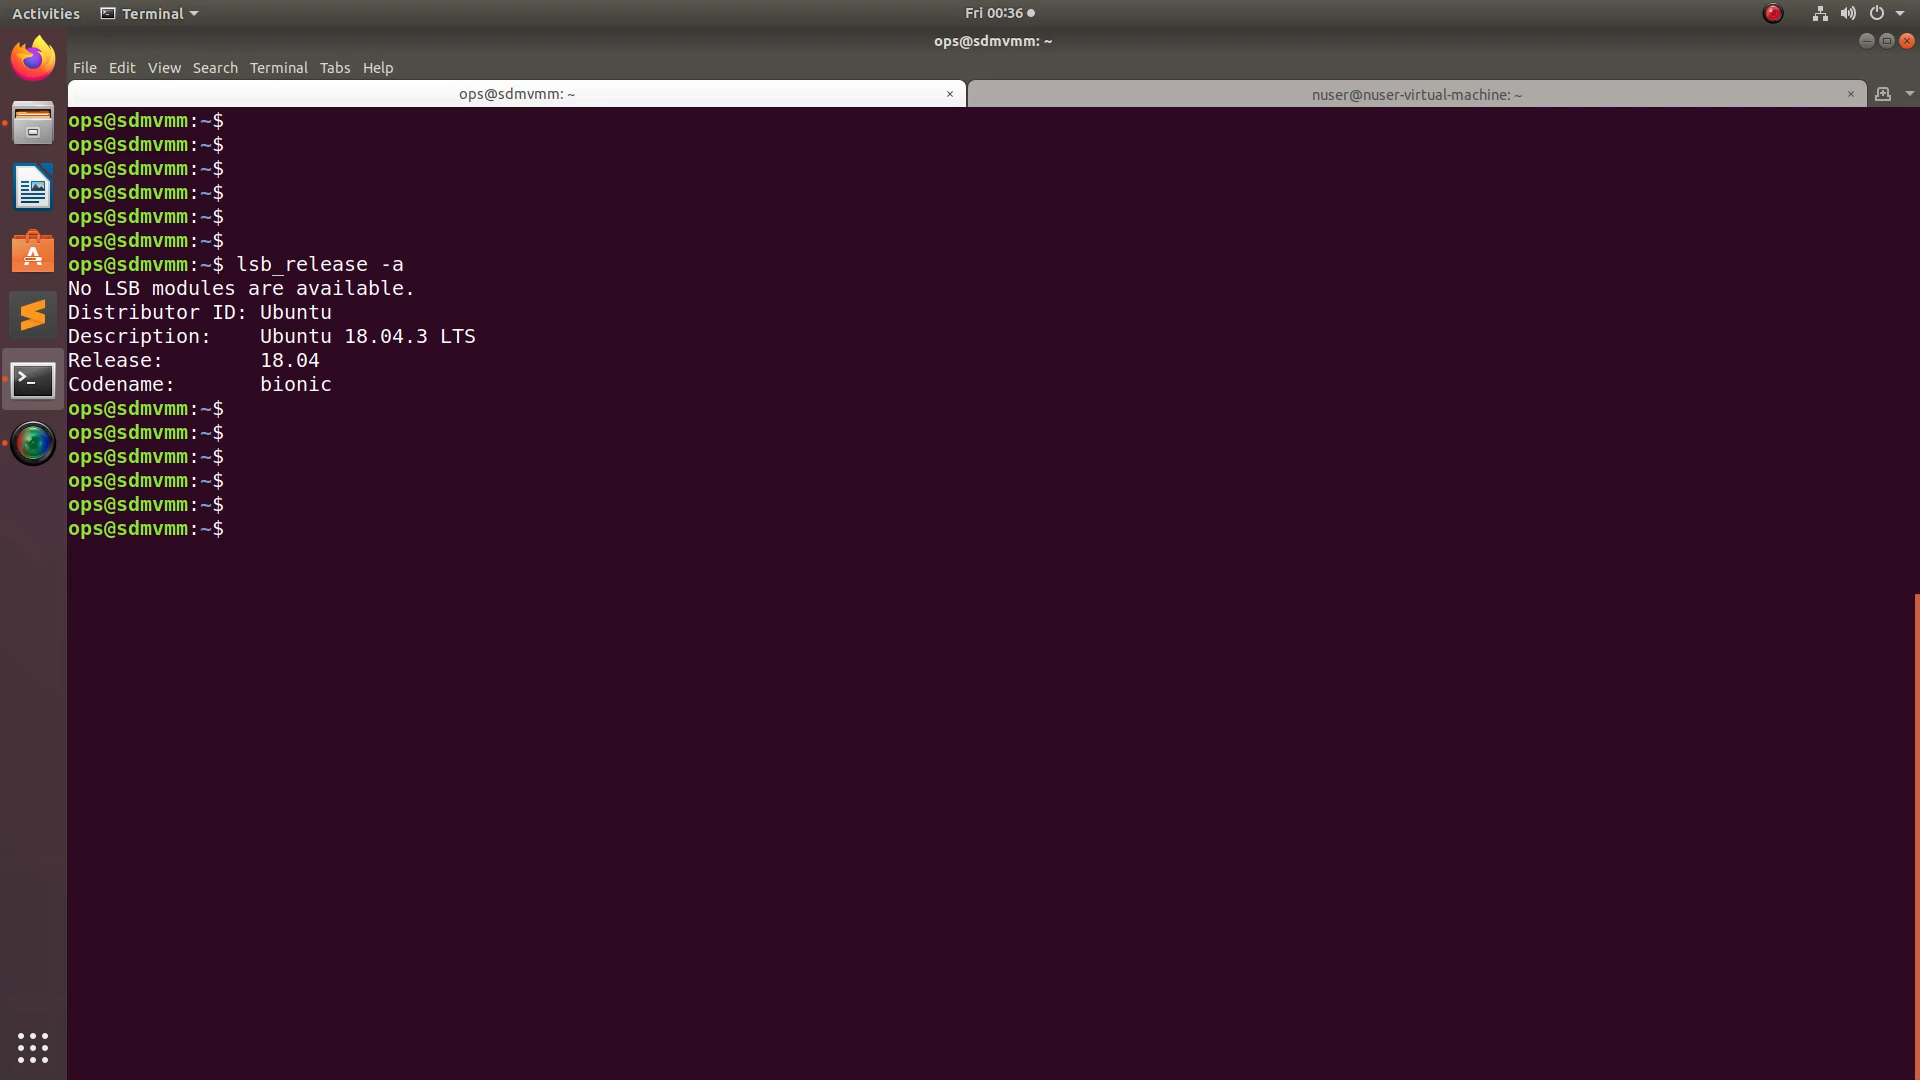 Activities Terminal Fri 00:36
ops@sdmvmm: ~
File Edit View Search Terminal Tabs Help
ops@sdmvmm: ~ × nuser@nuser-virtual-machine: ~ ×
ops@sdmvmm:~$
ops@sdmvmm:~$
ops@sdmvmm:~$
ops@sdmvmm:~$
ops@sdmvmm:~$
ops@sdmvmm:~$
ops@sdmvmm:~$ lsb_release -a
No LSB modules are available.
Distributor ID: Ubuntu
Description:    Ubuntu 18.04.3 LTS
Release:        18.04
Codename:       bionic
ops@sdmvmm:~$
ops@sdmvmm:~$
ops@sdmvmm:~$
ops@sdmvmm:~$
ops@sdmvmm:~$
ops@sdmvmm:~$